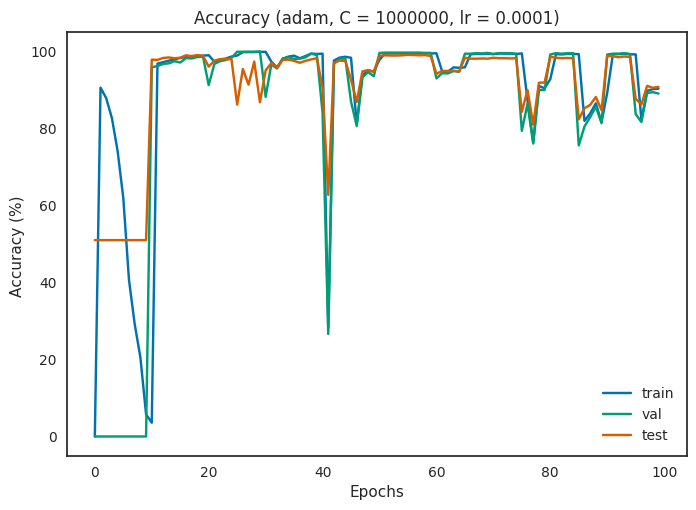 Accuracy (adam, C = 1000000, lr = 0.0001)
Accuracy (%)
100
80
60
40
20
0
0 20 40 60 80 100
Epochs
train
val
test